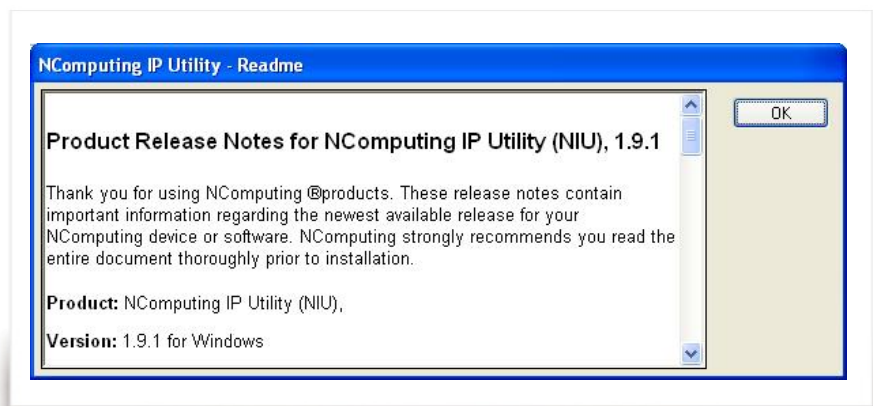 NComputing IP Utility - Readme
OK
Product Release Notes for NComputing IP Utility (NIU), 1.9.1
Thank you for using NComputing ®products. These release notes contain
important information regarding the newest available release for your
NComputing device or software. NComputing strongly recommends you read the
entire document thoroughly prior to installation.
Product: NComputing IP Utility (NIU),
Version: 1.9.1 for Windows